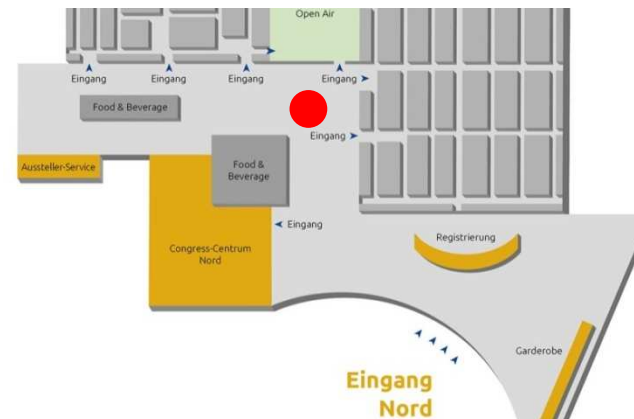 Open Air
Eingang
Eingang
Eingang
Eingang
Food & Beverage
Eingang
Aussteller-Service
Food &
Beverage
Eingang
Registrierung
Congress-Centrum
Nord
Garderobe
Eingang
Nord